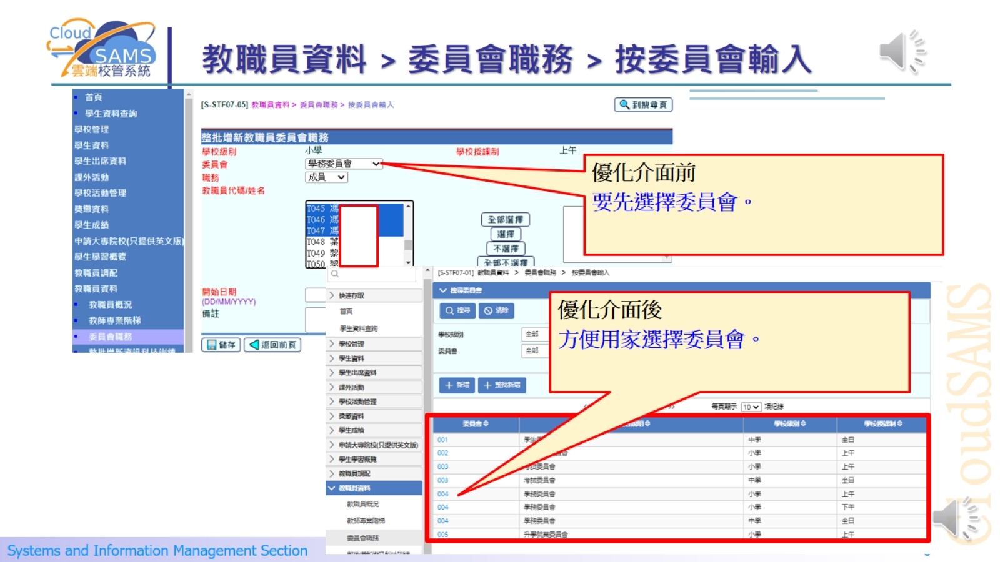 Cloud
SAMS
雲端校管系統
教職員資料 > 委員會職務 > 按委員會輸入
首頁
學生資料查詢
學校管理
學生資料
學生出席資料
課外活動
學校活動管理
獎懲資料
學生成績
申請大專院校(只提供英文版)
學生學習概覽
教職員調配
教職員資料
教職員概況
教師專業階梯
委員會職務
整批增新資訊科技訓練
[S-STF07-05] 教職員資料 > 委員會職務 > 按委員會輸入
到搜尋頁
整批增新教職員委員會職務
學校級別 小學 學校授課制 上午
委員會 學務委員會
職務 成員
教職員代碼/姓名
T045 馮
T046 馮
T047 馮
T048 葉
T049 黎
T050 黎
全部選擇
選擇
不選擇
全部不選擇
開始日期
(DD/MM/YYYY)
備註
儲存 返回前頁
優化介面前
要先選擇委員會。
快速存取
首頁
學生資料查詢
學校管理
學生資料
學生出席資料
課外活動
學校活動管理
獎懲資料
學生成績
申請大專院校(只提供英文版)
學生學習概覽
教職員調配
教職員資料
教職員概況
教師專業階梯
委員會職務
[S-STF07-01] 教職員資料 > 委員會職務 > 按委員會輸入
搜尋委員會
搜尋 清除
學校級別 全部
委員會 全部
優化介面後
方便用家選擇委員會。
新增 整批新增
每頁顯示 10 項紀錄
委員會 說明 學校級別 學校授課制
001 學生 中學 全日
002 會 小學 上午
003 考試委員會 小學 上午
003 考試委員會 中學 全日
004 學務委員會 小學 上午
004 學務委員會 小學 下午
004 學務委員會 中學 全日
005 升學就業委員會 小學 上午
CloudSAMS
Systems and Information Management Section